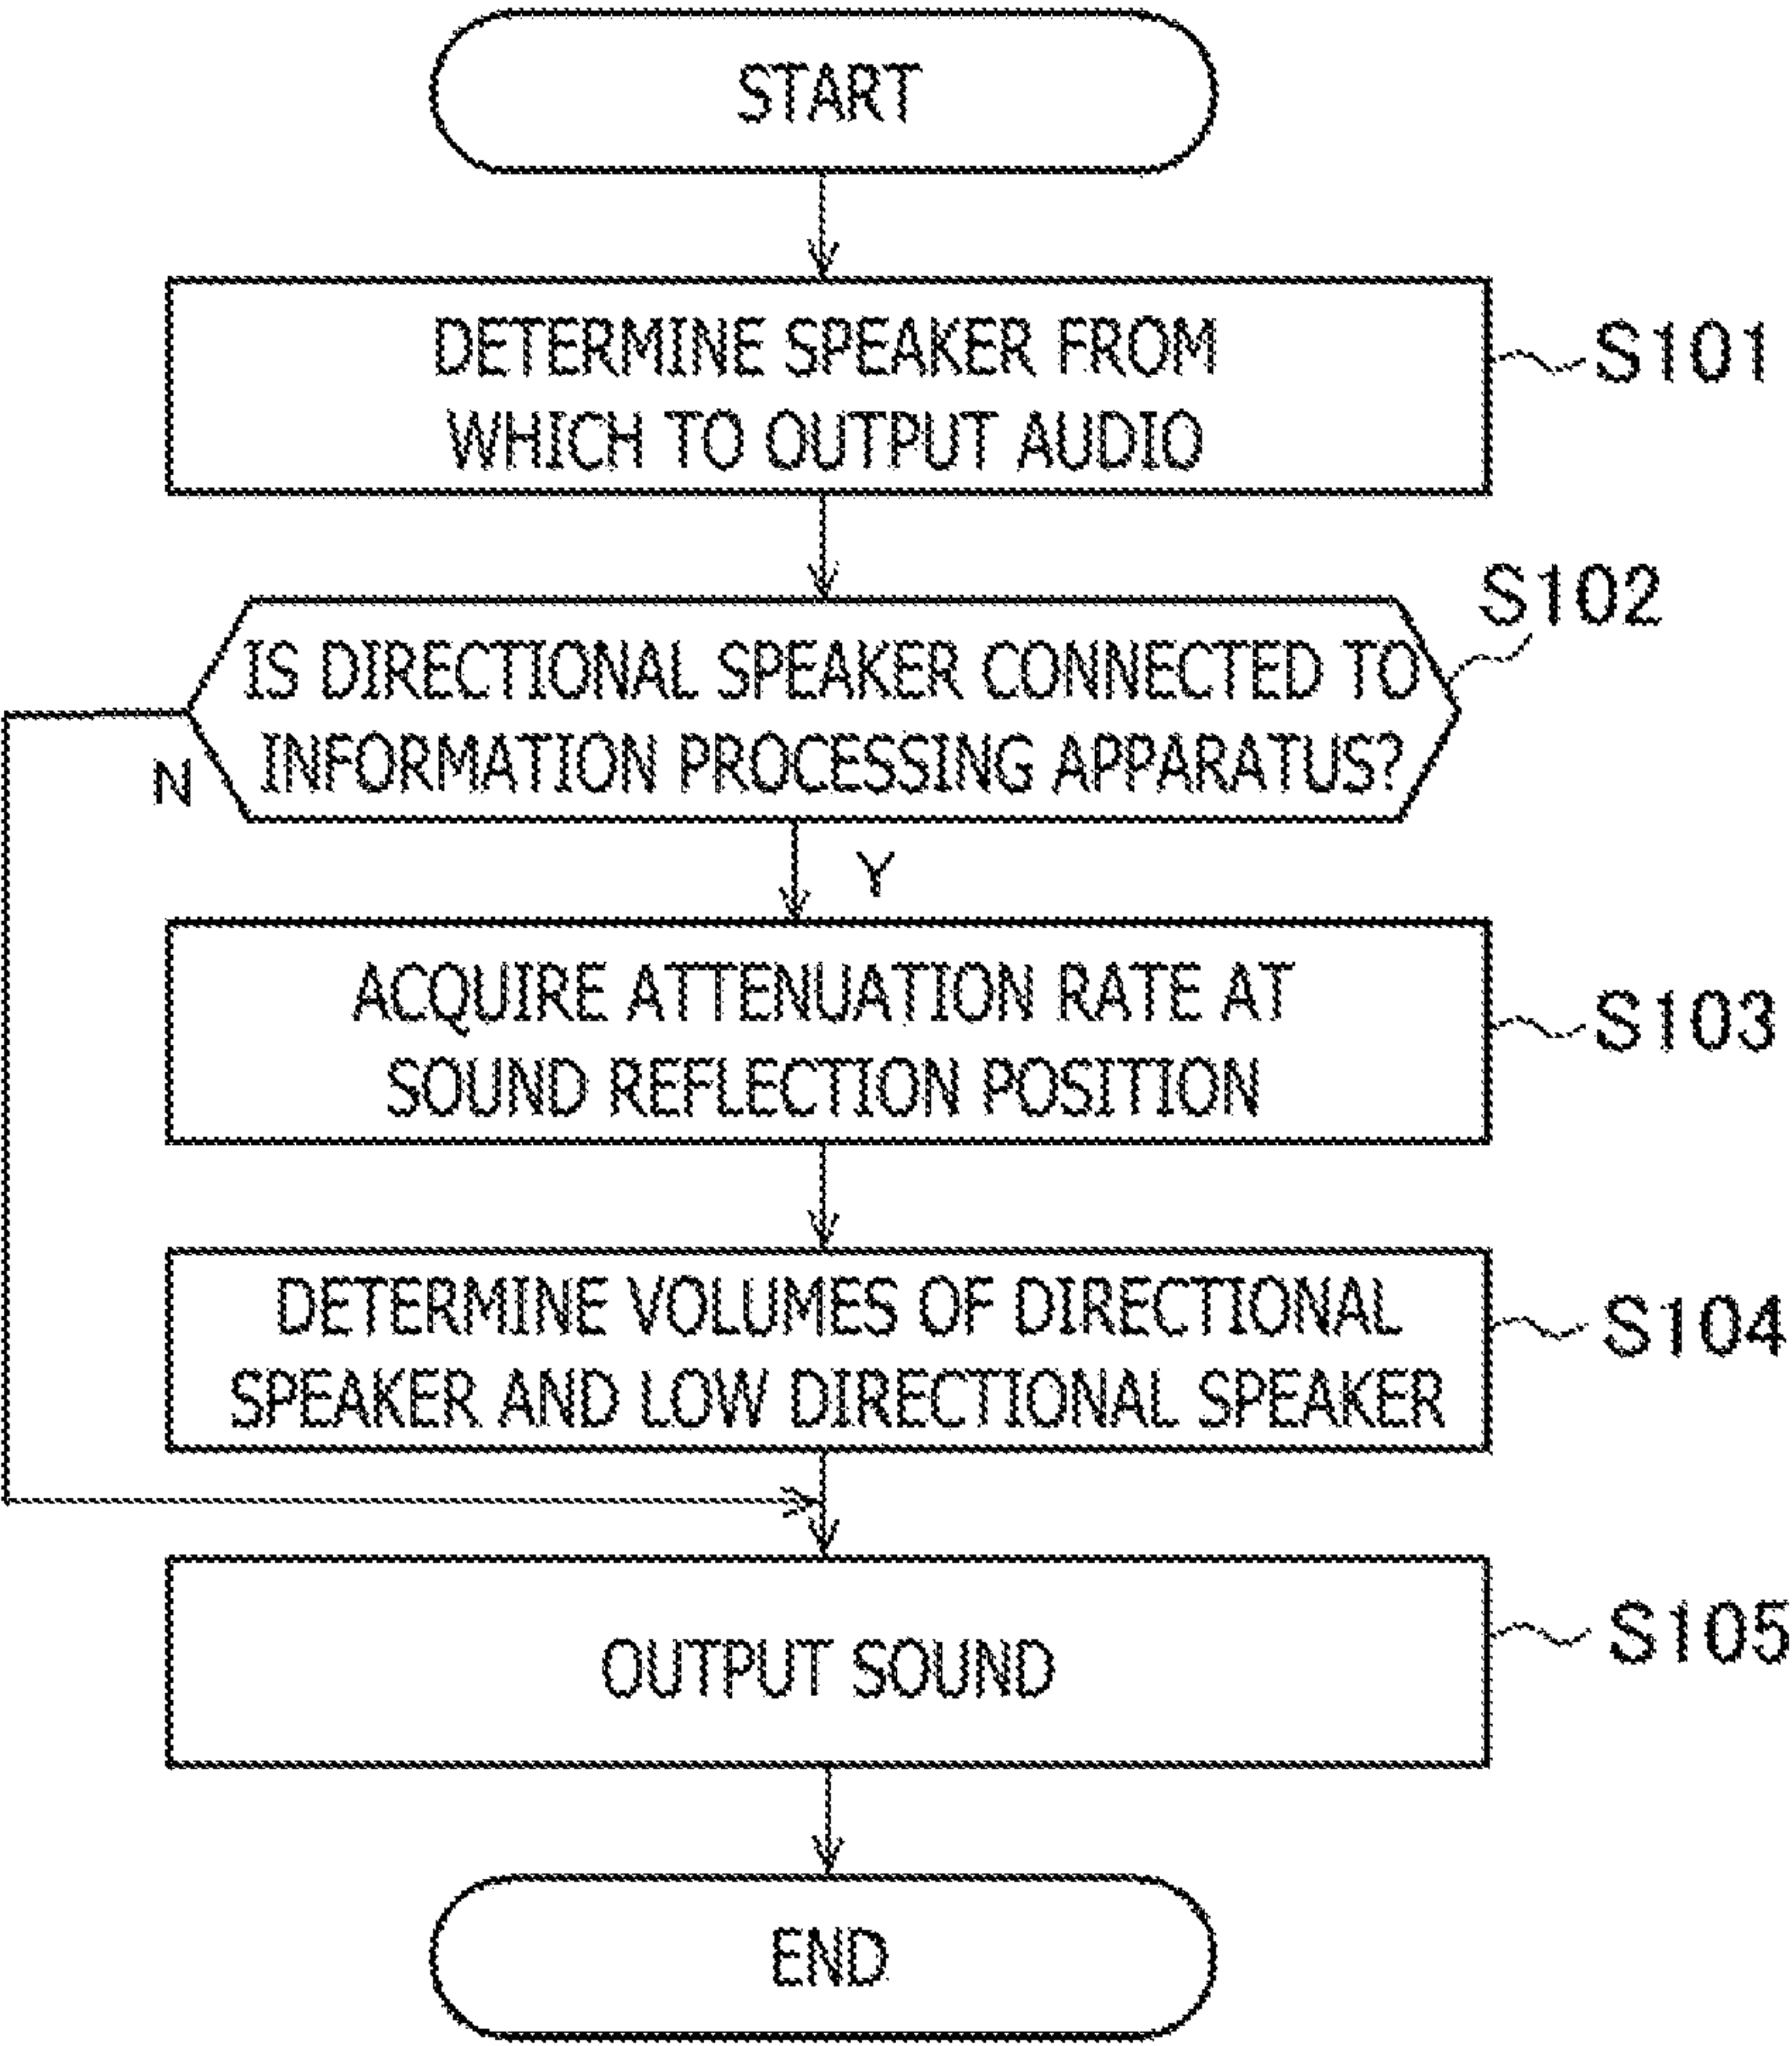 START
DETERMINE SPEAKER FROM
WHICH TO OUTPUT AUDIO
S101
S102
IS DIRECTIONAL SPEAKER CONNECTED TO
INFORMATION PROCESSING APPARATUS?
N
Y
ACQUIRE ATTENUATION RATE AT
SOUND REFLECTION POSITION
S103
DETERMINE VOLUMES OF DIRECTIONAL
SPEAKER AND LOW DIRECTIONAL SPEAKER
S104
OUTPUT SOUND
S105
END